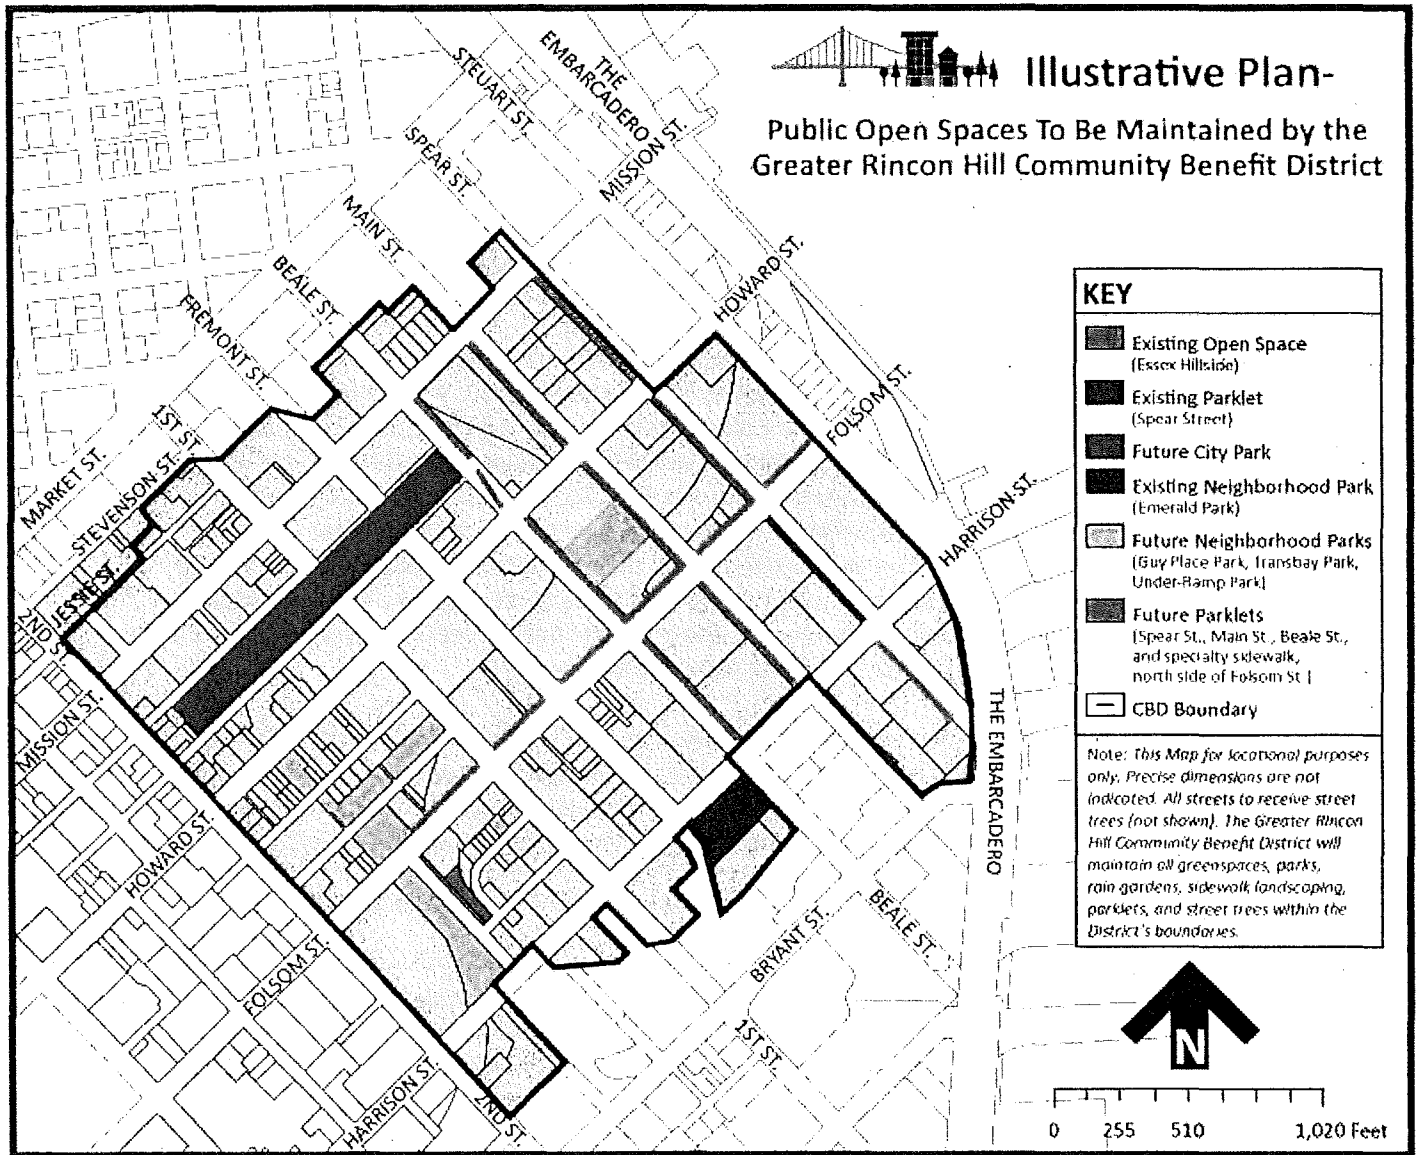 Illustrative Plan-
Public Open Spaces To Be Maintained by the
Greater Rincon Hill Community Benefit District
THE
EMBARCADERO
STEUART ST.
SPEAR ST.
MISSION ST.
MAIN ST.
BEALE ST.
HOWARD ST.
FREMONT ST.
1ST ST.
FOLSOM ST.
MARKET ST.
STEVENSON ST.
JESSIE ST.
2ND ST.
HARRISON ST.
MISSION ST.
THE EMBARCADERO
HOWARD ST.
BEALE ST.
BRYANT ST.
FOLSOM ST.
1ST ST.
HARRISON ST.
2ND ST.
KEY
Existing Open Space
(Essex Hillside)
Existing Parklet
(Spear Street)
Future City Park
Existing Neighborhood Park
(Emerald Park)
Future Neighborhood Parks
(Guy Place Park, Transbay Park,
Under-Ramp Park)
Future Parklets
(Spear St., Main St., Beale St.,
and specialty sidewalk,
north side of Folsom St.)
CBD Boundary
Note: This Map for locational purposes
only. Precise dimensions are not
indicated. All streets to receive street
trees (not shown). The Greater Rincon
Hill Community Benefit District will
maintain all greenspaces, parks,
rain gardens, sidewalk landscaping,
parklets, and street trees within the
District's boundaries.
N
0 255 510 1,020 Feet